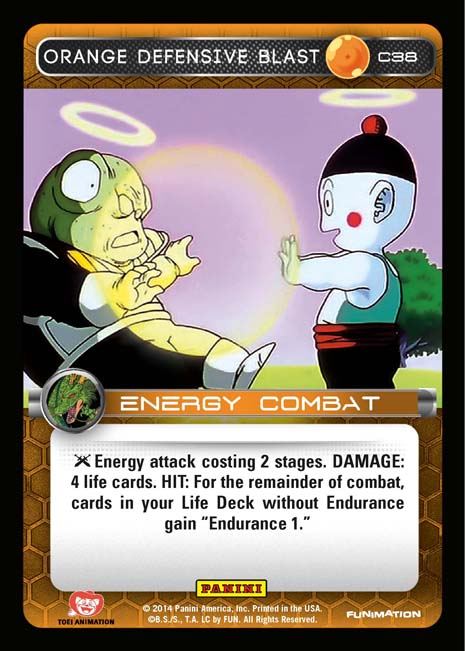 ORANGE DEFENSIVE BLAST C38
ENERGY COMBAT
Energy attack costing 2 stages. DAMAGE:
4 life cards. HIT: For the remainder of combat,
cards in your Life Deck without Endurance
gain “Endurance 1.”
PANINI
TOEI ANIMATION
© 2014 Panini America, Inc. Printed in the USA.
©B.S./S., T.A. LC by FUN. All Rights Reserved.
FUNIMATION